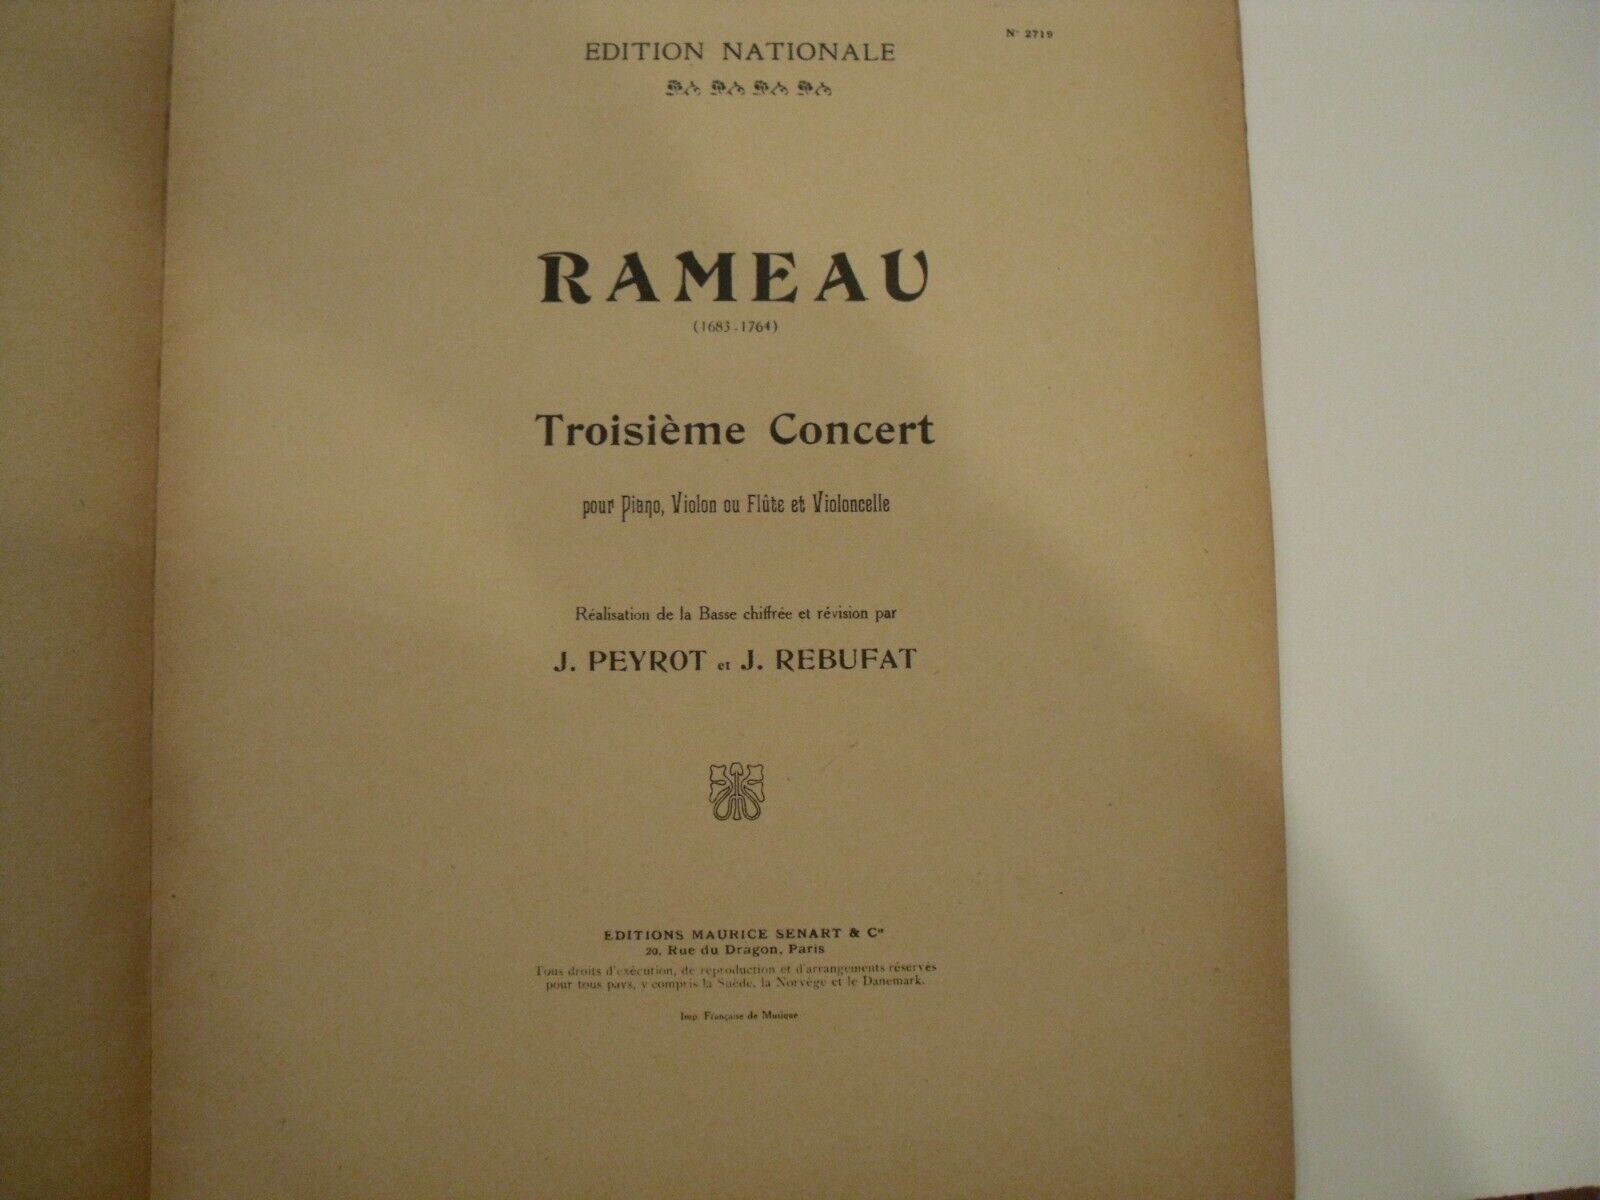 Nº 2719
EDITION NATIONALE
RAMEAU
(1683-1764)
Troisième Concert
pour Piano, Violon ou Flûte et Violoncelle
Réalisation de la Basse chiffrée et révision par
J. PEYROT et J. REBUFAT
EDITIONS MAURICE SENART & Cie
20, Rue du Dragon, Paris
Tous droits d'exécution, de reproduction et d'arrangements réservés
pour tous pays, y compris la Suède, la Norvège et le Danemark.
Imp Française de Musique